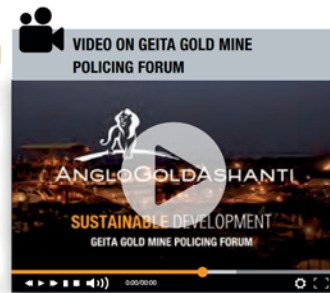 VIDEO ON GEITA GOLD MINE
POLICING FORUM
ANGLOGOLDASHANTI
SUSTAINABLE DEVELOPMENT
GEITA GOLD MINE POLICING FORUM
0:00/00:00